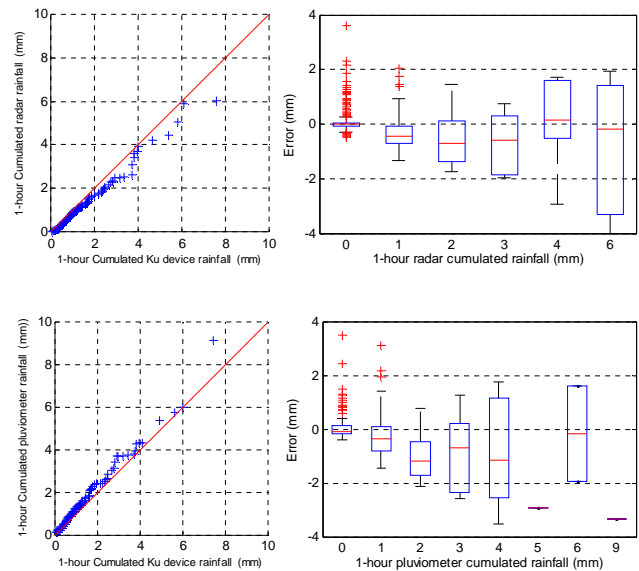 1-hour Cumulated radar rainfall (mm)
10
8
6
4
2
0
0 2 4 6 8 10
1-hour Cumulated Ku device rainfall (mm)
Error (mm)
4
2
0
-2
-4
0 1 2 3 4 6
1-hour radar cumulated rainfall (mm)
1-hour Cumulated pluviometer rainfall (mm))
10
8
6
4
2
0
0 2 4 6 8 10
1-hour Cumulated Ku device rainfall (mm)
Error (mm)
4
2
0
-2
-4
0 1 2 3 4 5 6 9
1-hour pluviometer cumulated rainfall (mm)